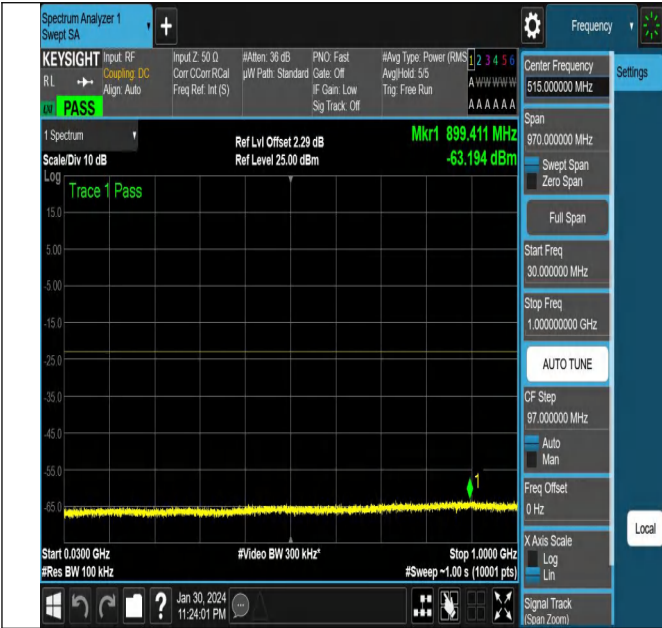 Spectrum Analyzer 1
Swept SA
Frequency
KEYSIGHT
RL
LXI
PASS
Input: RF
Coupling: DC
Align: Auto
Input Z: 50 Ω
Corr CCorr RCal
Freq Ref: Int (S)
#Atten: 36 dB
µW Path: Standard
PNO: Fast
Gate: Off
IF Gain: Low
Sig Track: Off
#Avg Type: Power (RMS
Avg|Hold: 5/5
Trig: Free Run
1 2 3 4 5 6
A W W W W W
A A A A A A
1 Spectrum
Scale/Div 10 dB
Log
Ref Lvl Offset 2.29 dB
Ref Level 25.00 dBm
Mkr1 899.411 MHz
-63.194 dBm
Trace 1 Pass
15.0
5.00
-5.00
-15.0
-25.0
-35.0
-45.0
-55.0
-65.0
1
Start 0.0300 GHz
#Res BW 100 kHz
#Video BW 300 kHz*
Stop 1.0000 GHz
#Sweep ~1.00 s (10001 pts)
Jan 30, 2024
11:24:01 PM
Center Frequency
515.000000 MHz
Span
970.000000 MHz
Swept Span
Zero Span
Full Span
Start Freq
30.000000 MHz
Stop Freq
1.000000000 GHz
AUTO TUNE
CF Step
97.000000 MHz
Auto
Man
Freq Offset
0 Hz
X Axis Scale
Log
Lin
Signal Track
(Span Zoom)
Settings
Local